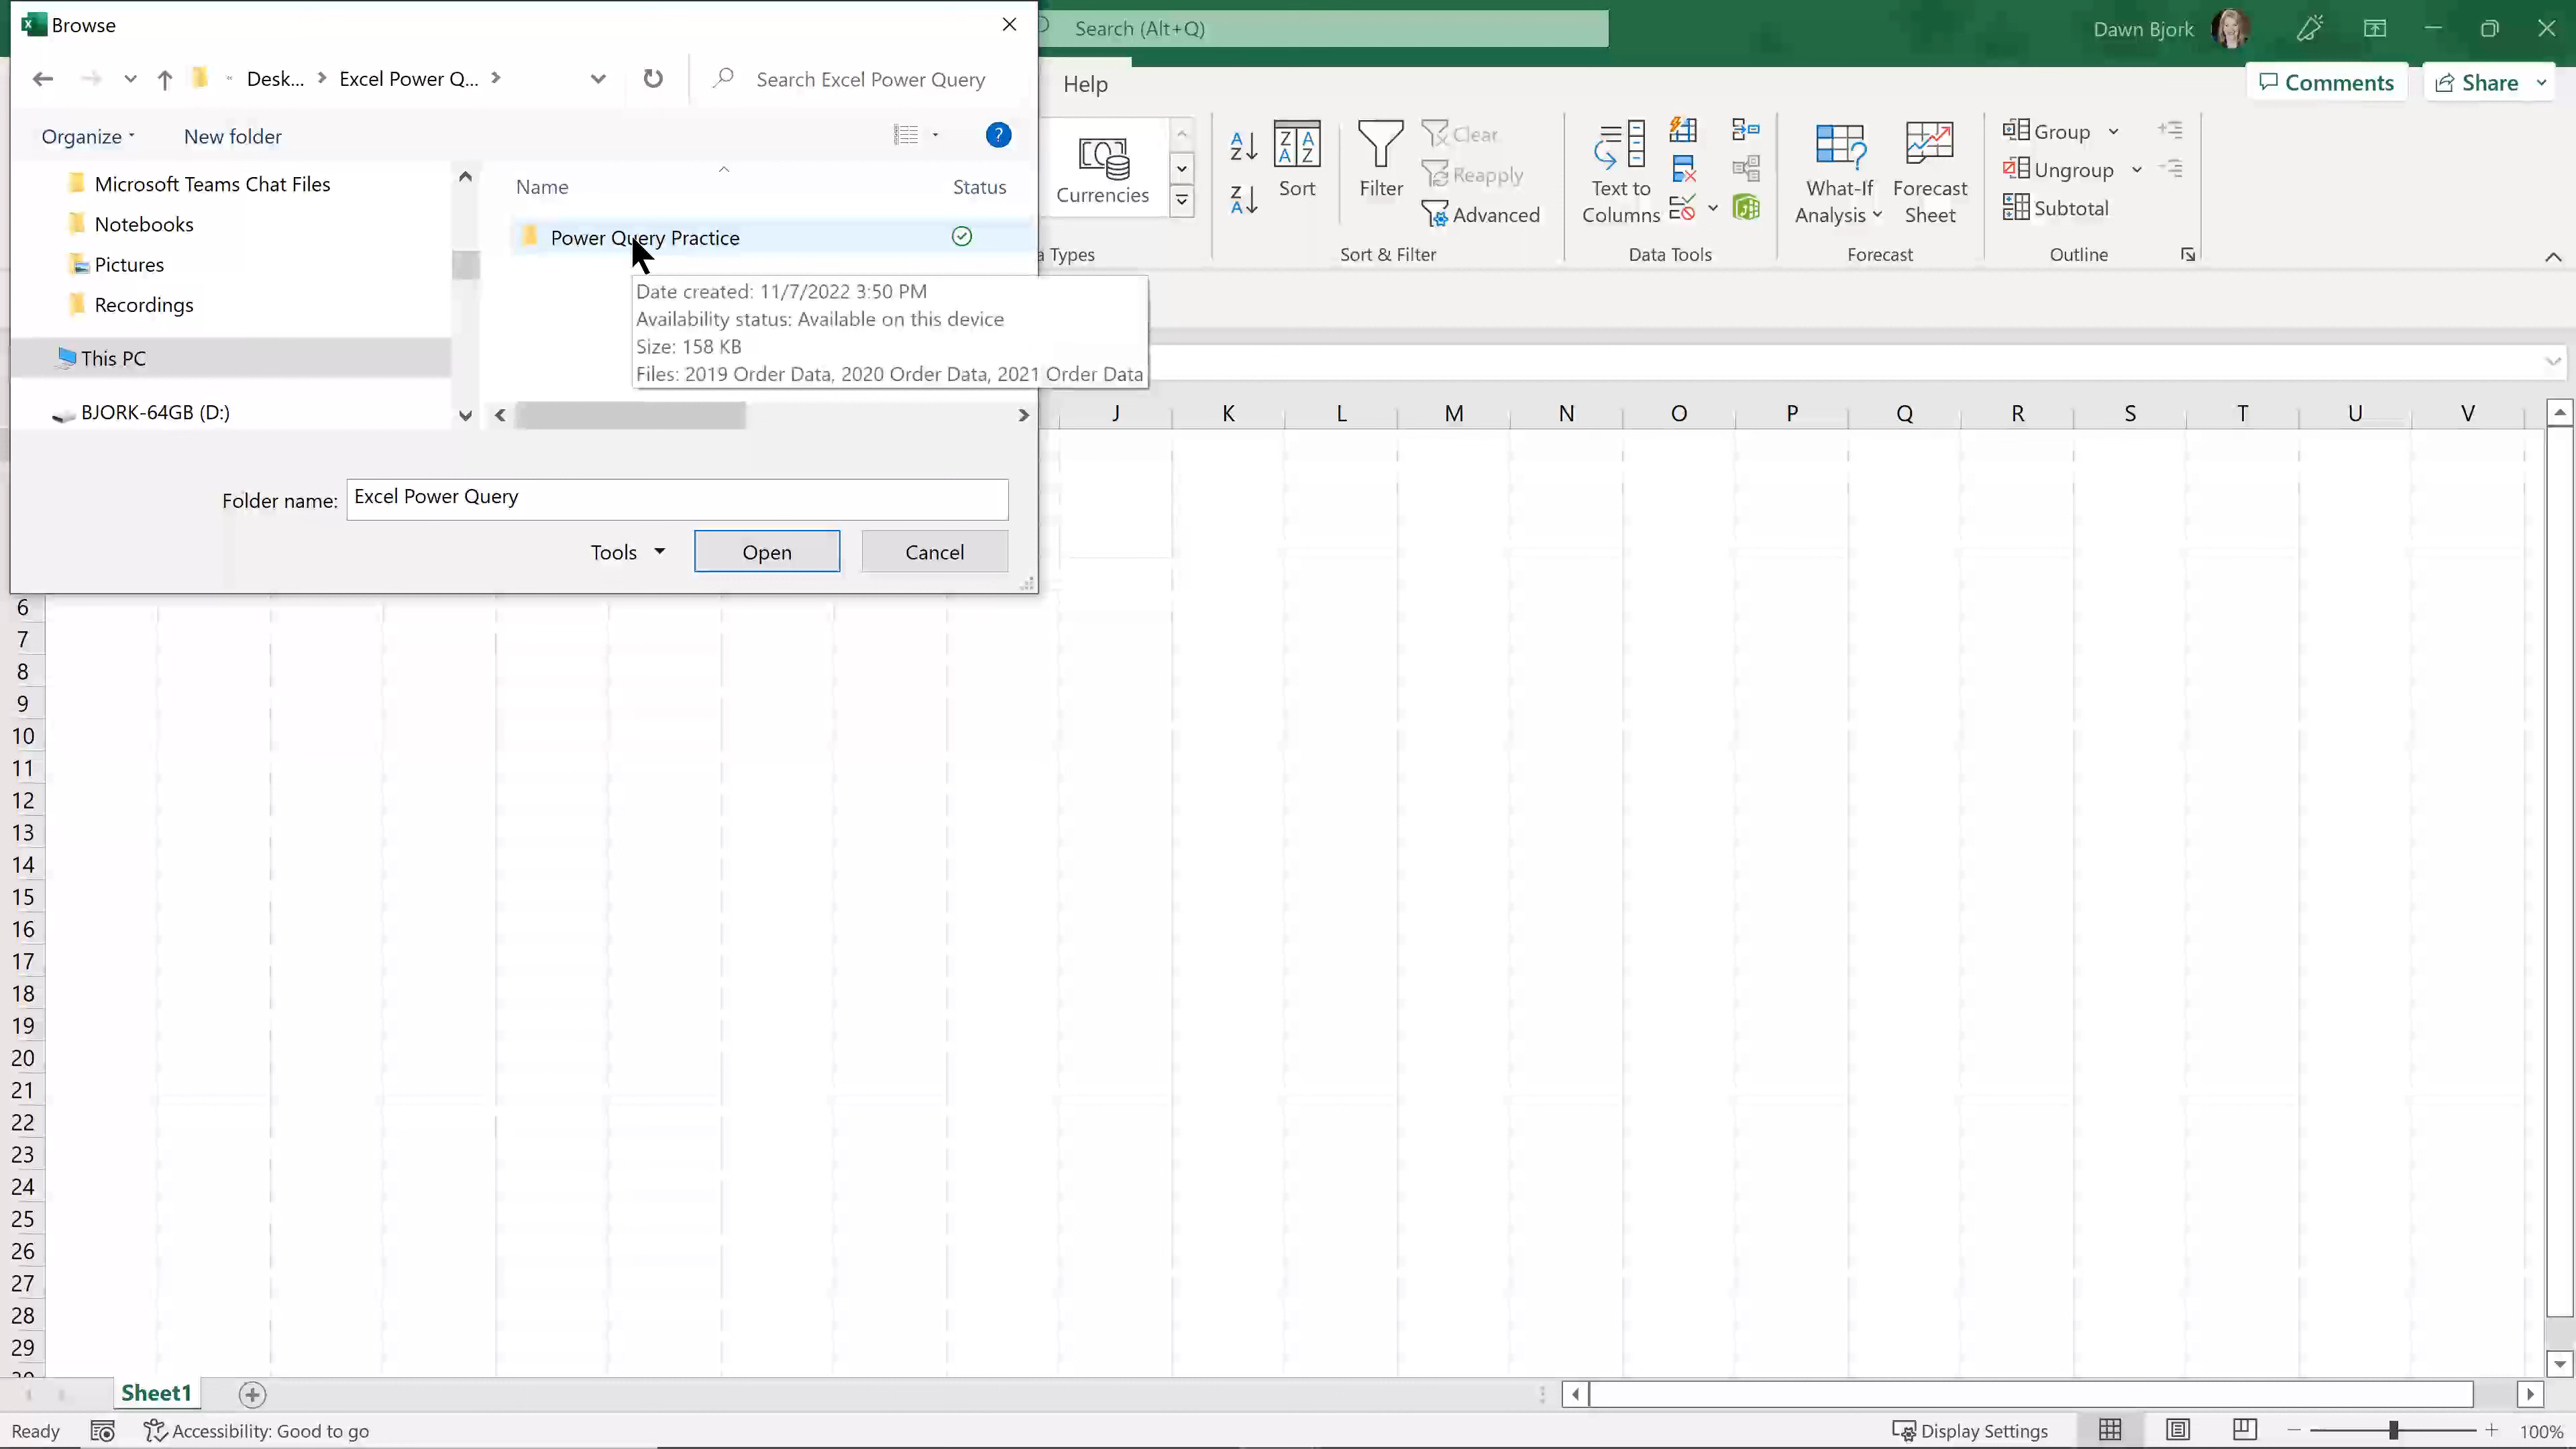 Browse
Search (Alt+Q)
Dawn Bjork
Desk... > Excel Power Q... >
Search Excel Power Query
Help
Comments
Share
Organize
New folder
Name
Status
Microsoft Teams Chat Files
Notebooks
Pictures
Recordings
This PC
BJORK-64GB (D:)
Power Query Practice
Date created: 11/7/2022 3:50 PM
Availability status: Available on this device
Size: 158 KB
Files: 2019 Order Data, 2020 Order Data, 2021 Order Data
Folder name: Excel Power Query
Tools
Open
Cancel
Currencies
Sort
Filter
Clear
Reapply
Advanced
Text to
Columns
What-If
Analysis
Forecast
Sheet
Group
Ungroup
Subtotal
a Types
Sort & Filter
Data Tools
Forecast
Outline
J K L M N O P Q R S T U V
6
7
8
9
10
11
12
13
14
15
16
17
18
19
20
21
22
23
24
25
26
27
28
29
Sheet1
Ready
Accessibility: Good to go
Display Settings
100%